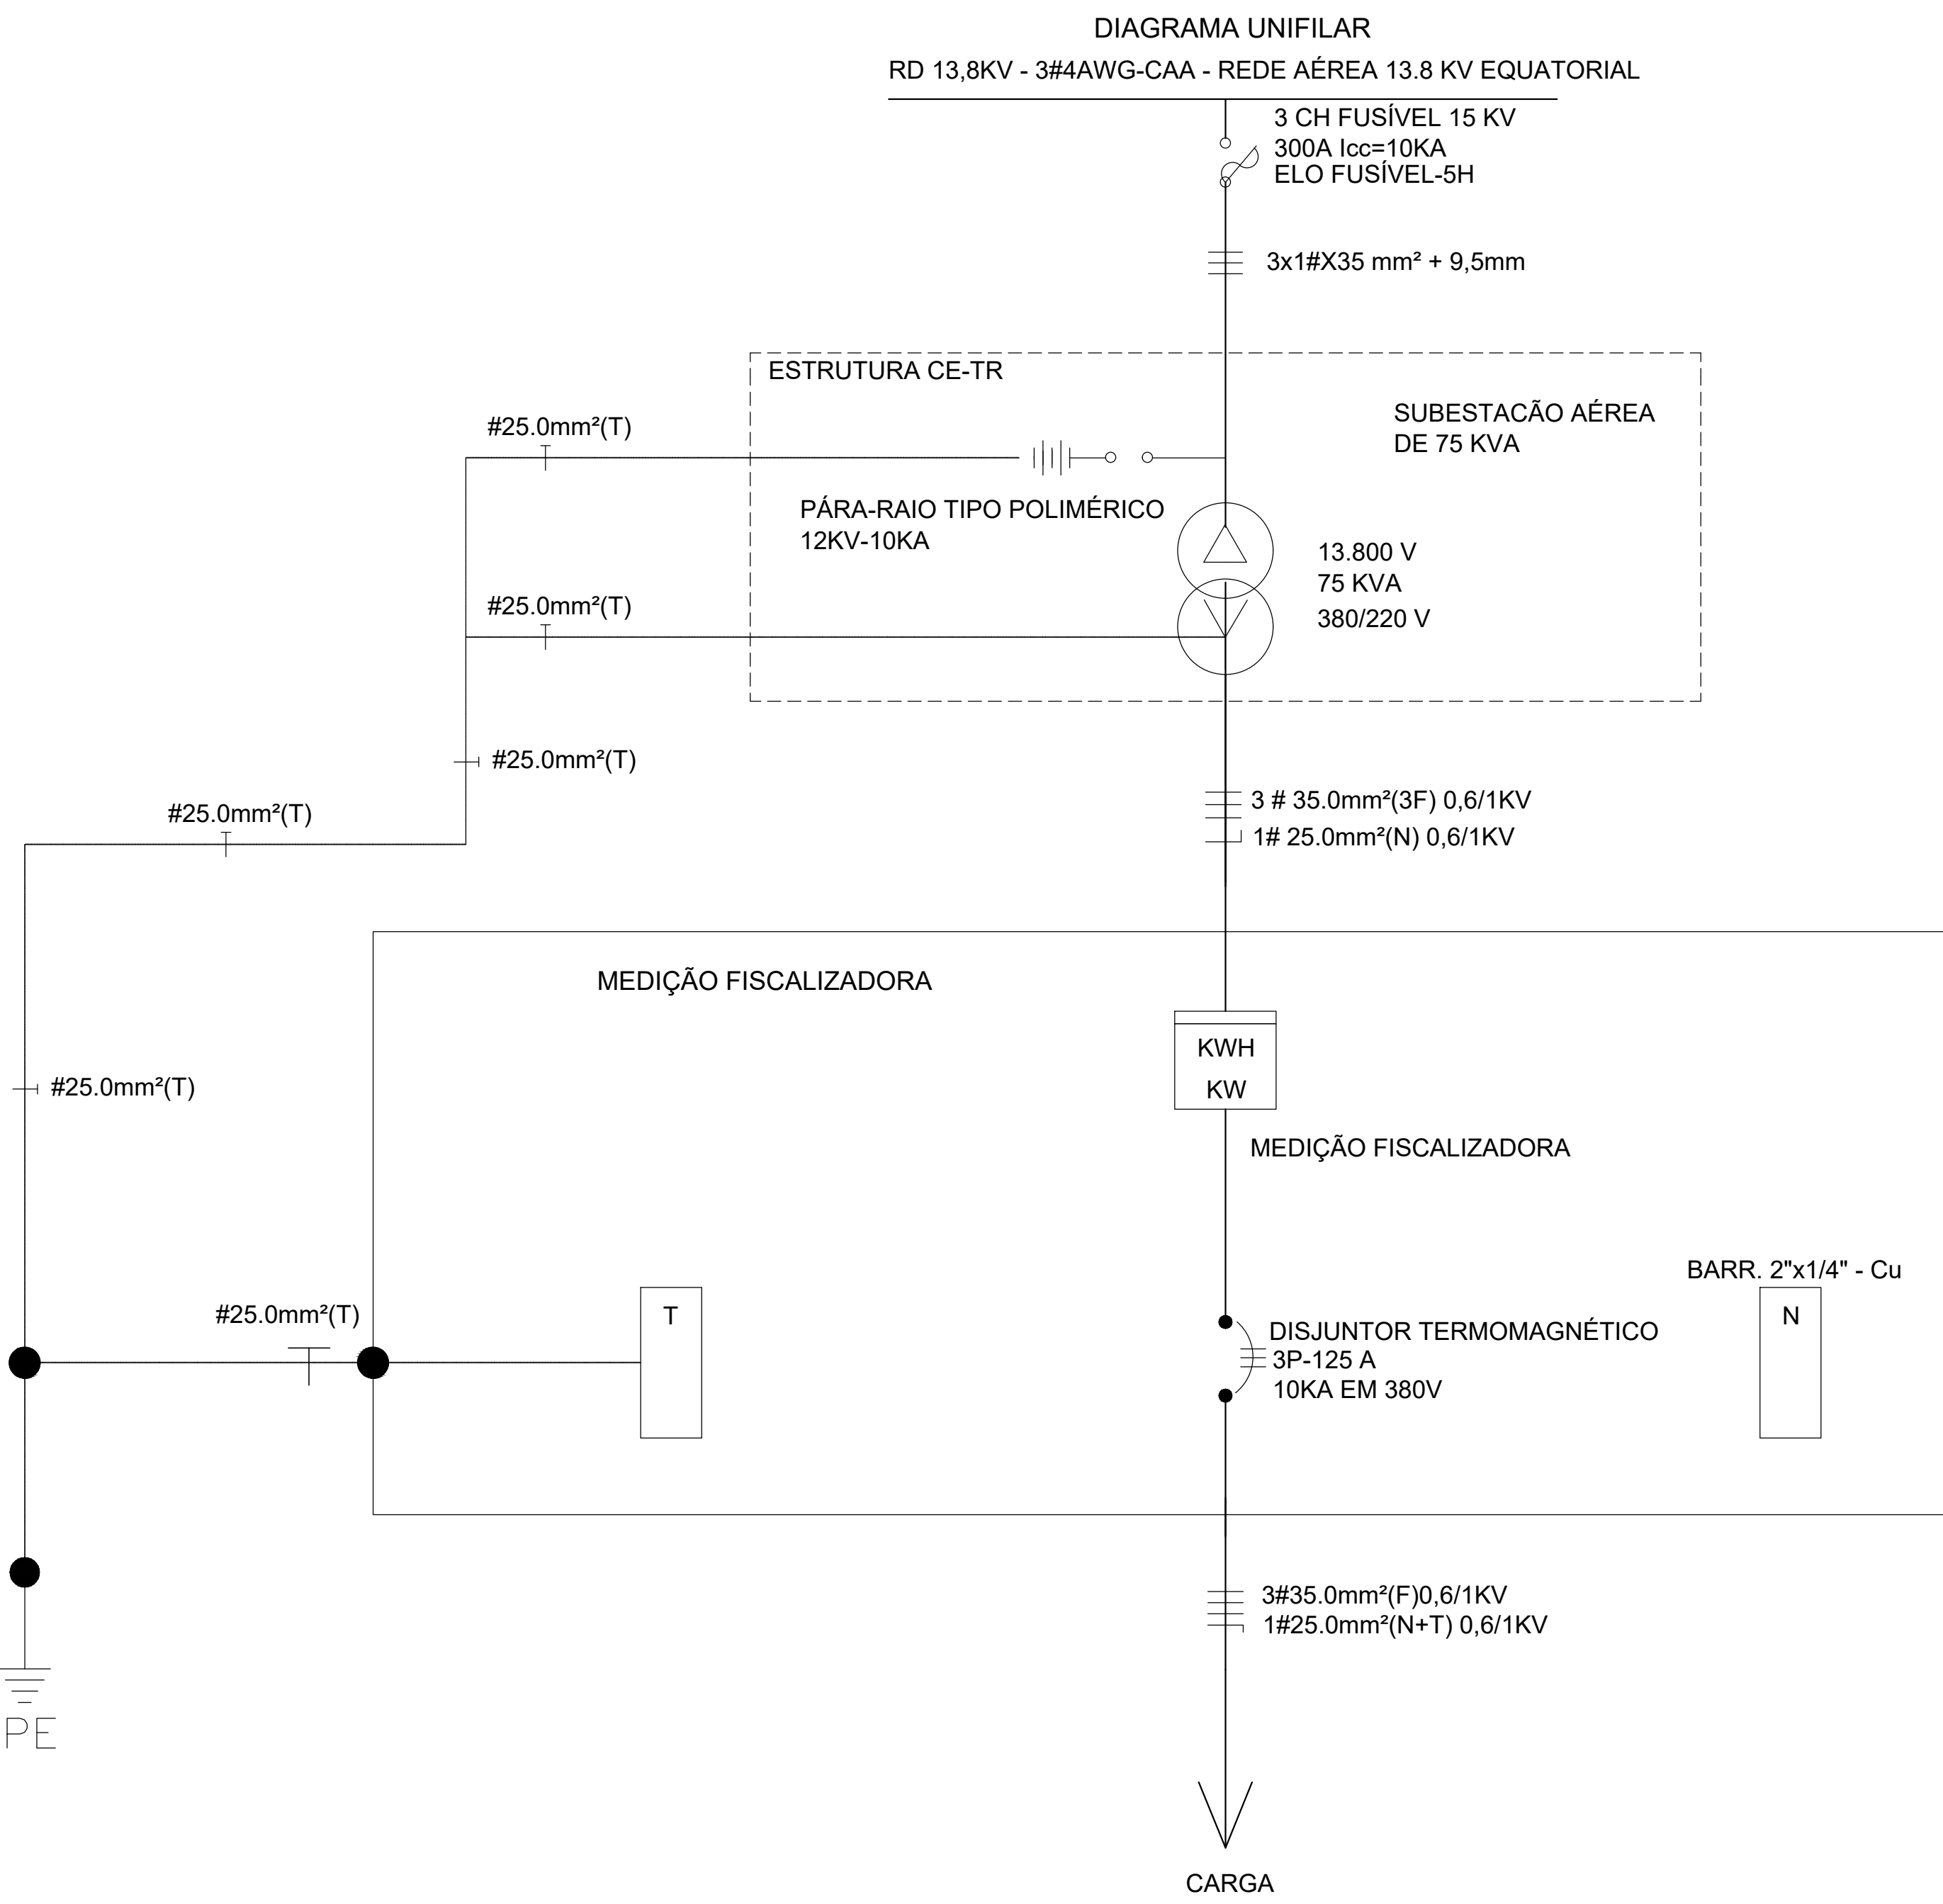 DIAGRAMA UNIFILAR
RD 13,8KV - 3#4AWG-CAA - REDE AÉREA 13.8 KV EQUATORIAL
3 CH FUSÍVEL 15 KV
300A Icc=10KA
ELO FUSÍVEL-5H
3x1#X35 mm² + 9,5mm
ESTRUTURA CE-TR
SUBESTACÃO AÉREA
DE 75 KVA
#25.0mm²(T)
PÁRA-RAIO TIPO POLIMÉRICO
12KV-10KA
13.800 V
75 KVA
380/220 V
#25.0mm²(T)
#25.0mm²(T)
#25.0mm²(T)
3 # 35.0mm²(3F) 0,6/1KV
1# 25.0mm²(N) 0,6/1KV
MEDIÇÃO FISCALIZADORA
KWH
KW
#25.0mm²(T)
MEDIÇÃO FISCALIZADORA
BARR. 2"x1/4" - Cu
#25.0mm²(T)
T
N
DISJUNTOR TERMOMAGNÉTICO
3P-125 A
10KA EM 380V
3#35.0mm²(F)0,6/1KV
1#25.0mm²(N+T) 0,6/1KV
PE
CARGA